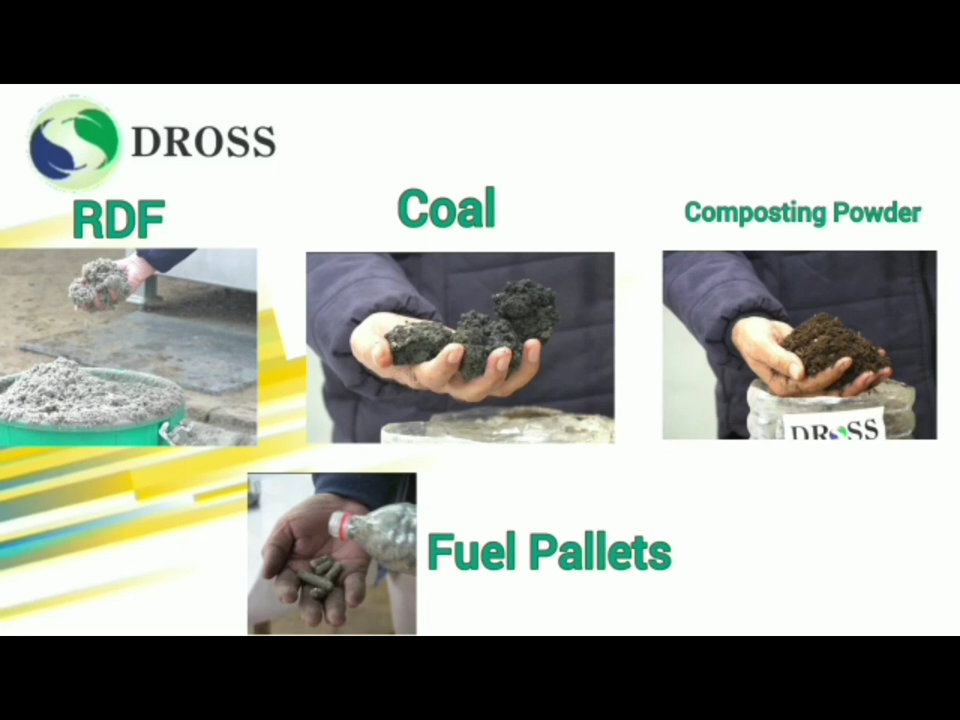 DROSS
RDF
Coal
Composting Powder
DROSS
Fuel Pallets